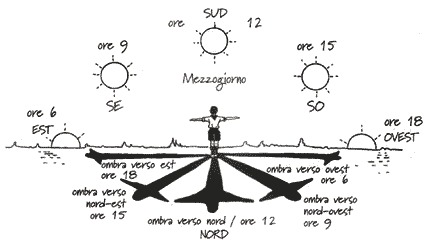 SUD
ore 12
ore 9
ore 15
Mezzogiorno
SE
SO
ore 6
EST
ore 18
OVEST
ombra verso est
ore 18
ombra verso ovest
ore 6
ombra verso
nord-est
ore 15
ombra verso
nord-ovest
ore 9
ombra verso nord / ore 12
NORD